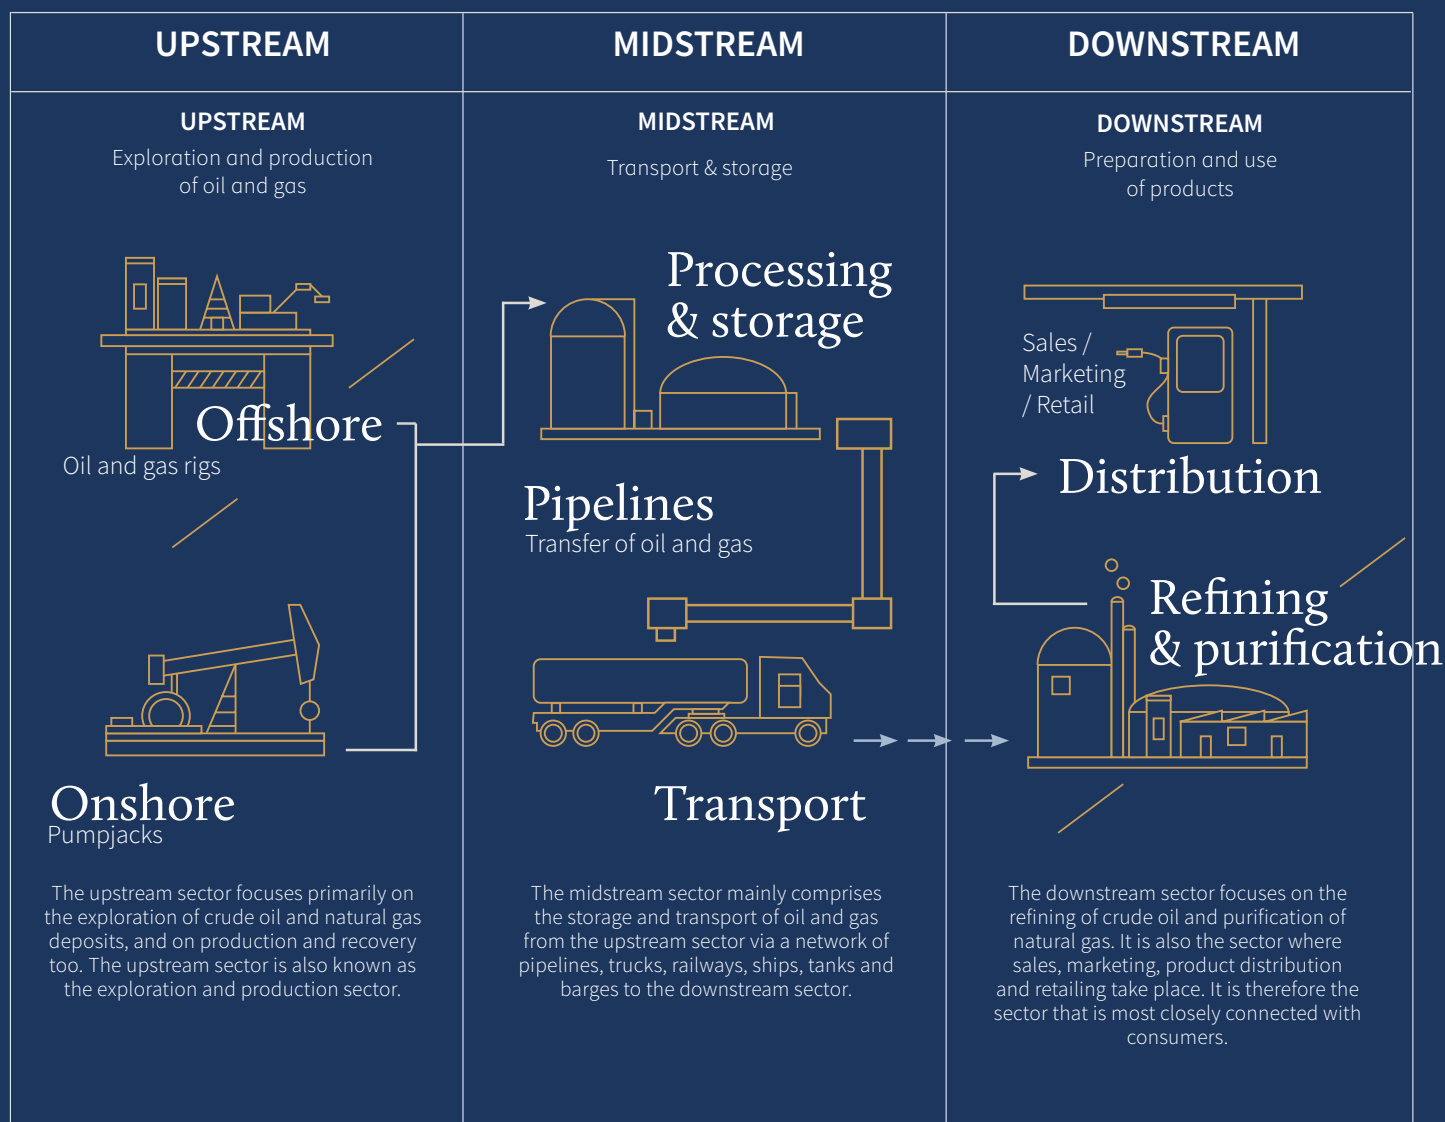 UPSTREAM
MIDSTREAM
DOWNSTREAM
UPSTREAM
Exploration and production
of oil and gas
Offshore
Oil and gas rigs
Onshore
Pumpjacks
The upstream sector focuses primarily on
the exploration of crude oil and natural gas
deposits, and on production and recovery
too. The upstream sector is also known as
the exploration and production sector.
MIDSTREAM
Transport & storage
Processing
& storage
Pipelines
Transfer of oil and gas
Transport
The midstream sector mainly comprises
the storage and transport of oil and gas
from the upstream sector via a network of
pipelines, trucks, railways, ships, tanks and
barges to the downstream sector.
DOWNSTREAM
Preparation and use
of products
Sales /
Marketing
/ Retail
Distribution
Refining
& purification
The downstream sector focuses on the
refining of crude oil and purification of
natural gas. It is also the sector where
sales, marketing, product distribution
and retailing take place. It is therefore the
sector that is most closely connected with
consumers.